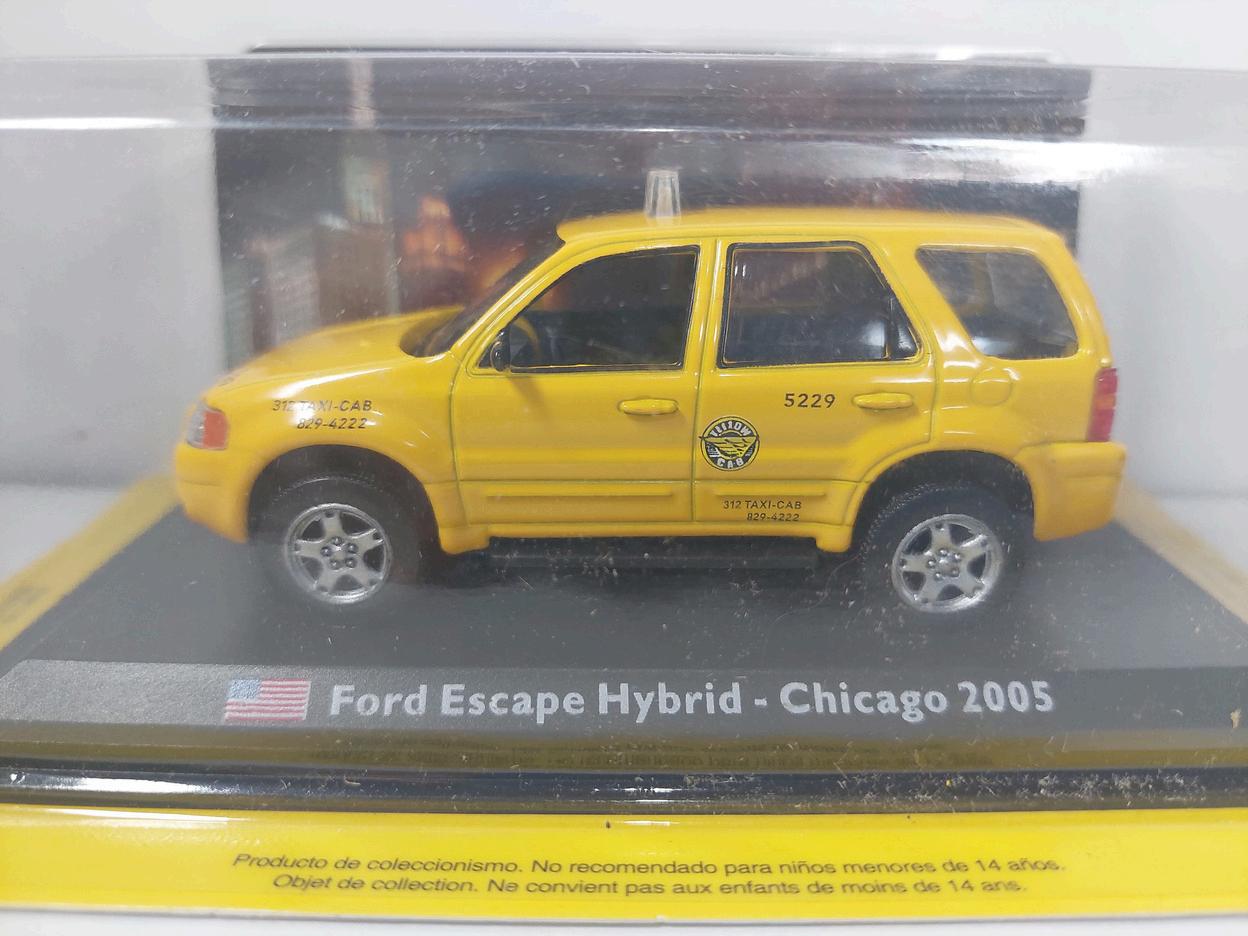 312 TAXI-CAB
829-4222
5229
YELLOW
CAB
312 TAXI-CAB
829-4222
Ford Escape Hybrid - Chicago 2005
Producto de coleccionismo. No recomendado para niños menores de 14 años.
Objet de collection. Ne convient pas aux enfants de moins de 14 ans.